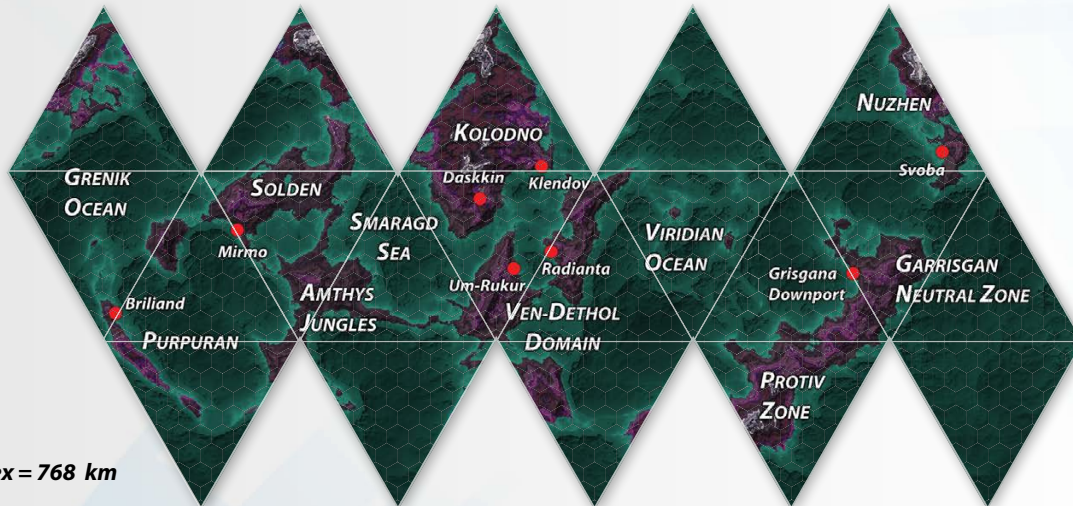 GRENIK
OCEAN
SOLDEN
Mirmo
Briliand
PURPURAN
SMARAGD
SEA
AMTHYS
JUNGLES
KOLODNO
Daskkin
Klendov
Um-Rukur
Radianta
VEN-DETHOL
DOMAIN
VIRIDIAN
OCEAN
NUZHEN
Svoba
Grisgana
Downport
GARRISGAN
NEUTRAL ZONE
PROTIV
ZONE
ex = 768 km